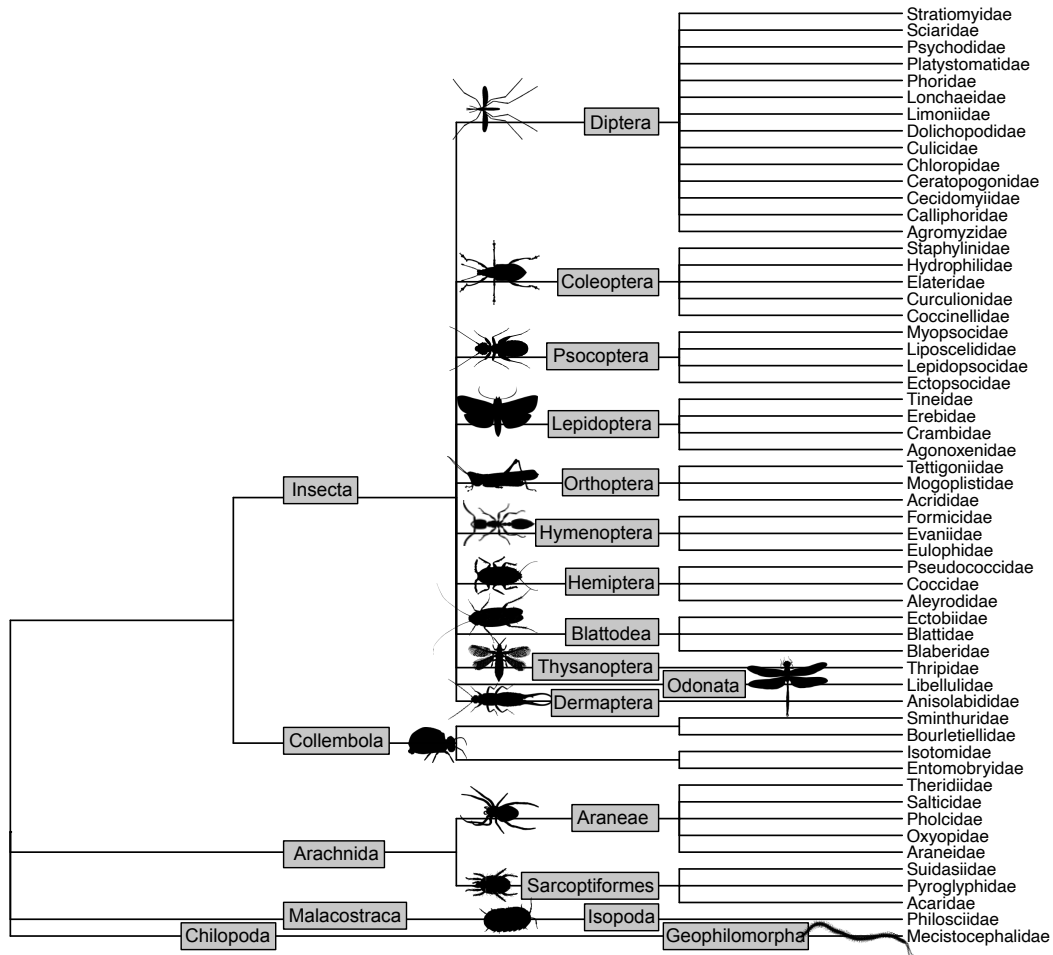 Stratiomyidae
Sciaridae
Psychodidae
Platystomatidae
Phoridae
Lonchaeidae
Diptera
Limoniidae
Dolichopodidae
Culicidae
Chloropidae
Ceratopogonidae
Cecidomyiidae
Calliphoridae
Agromyzidae
Staphylinidae
Hydrophilidae
Coleoptera
Elateridae
Curculionidae
Coccinellidae
Myopsocidae
Psocoptera
Liposcelididae
Lepidopsocidae
Ectopsocidae
Tineidae
Erebidae
Lepidoptera
Crambidae
Agonoxenidae
Tettigoniidae
Insecta
Orthoptera
Mogoplistidae
Acrididae
Formicidae
Hymenoptera
Evaniidae
Eulophidae
Pseudococcidae
Hemiptera
Coccidae
Aleyrodidae
Ectobiidae
Blattodea
Blattidae
Blaberidae
Thysanoptera
Thripidae
Odonata
Libellulidae
Dermaptera
Anisolabididae
Sminthuridae
Bourletiellidae
Collembola
Isotomidae
Entomobryidae
Theridiidae
Salticidae
Araneae
Pholcidae
Oxyopidae
Arachnida
Araneidae
Suidasiidae
Sarcoptiformes
Pyroglyphidae
Acaridae
Malacostraca
Isopoda
Philosciidae
Chilopoda
Geophilomorpha
Mecistocephalidae